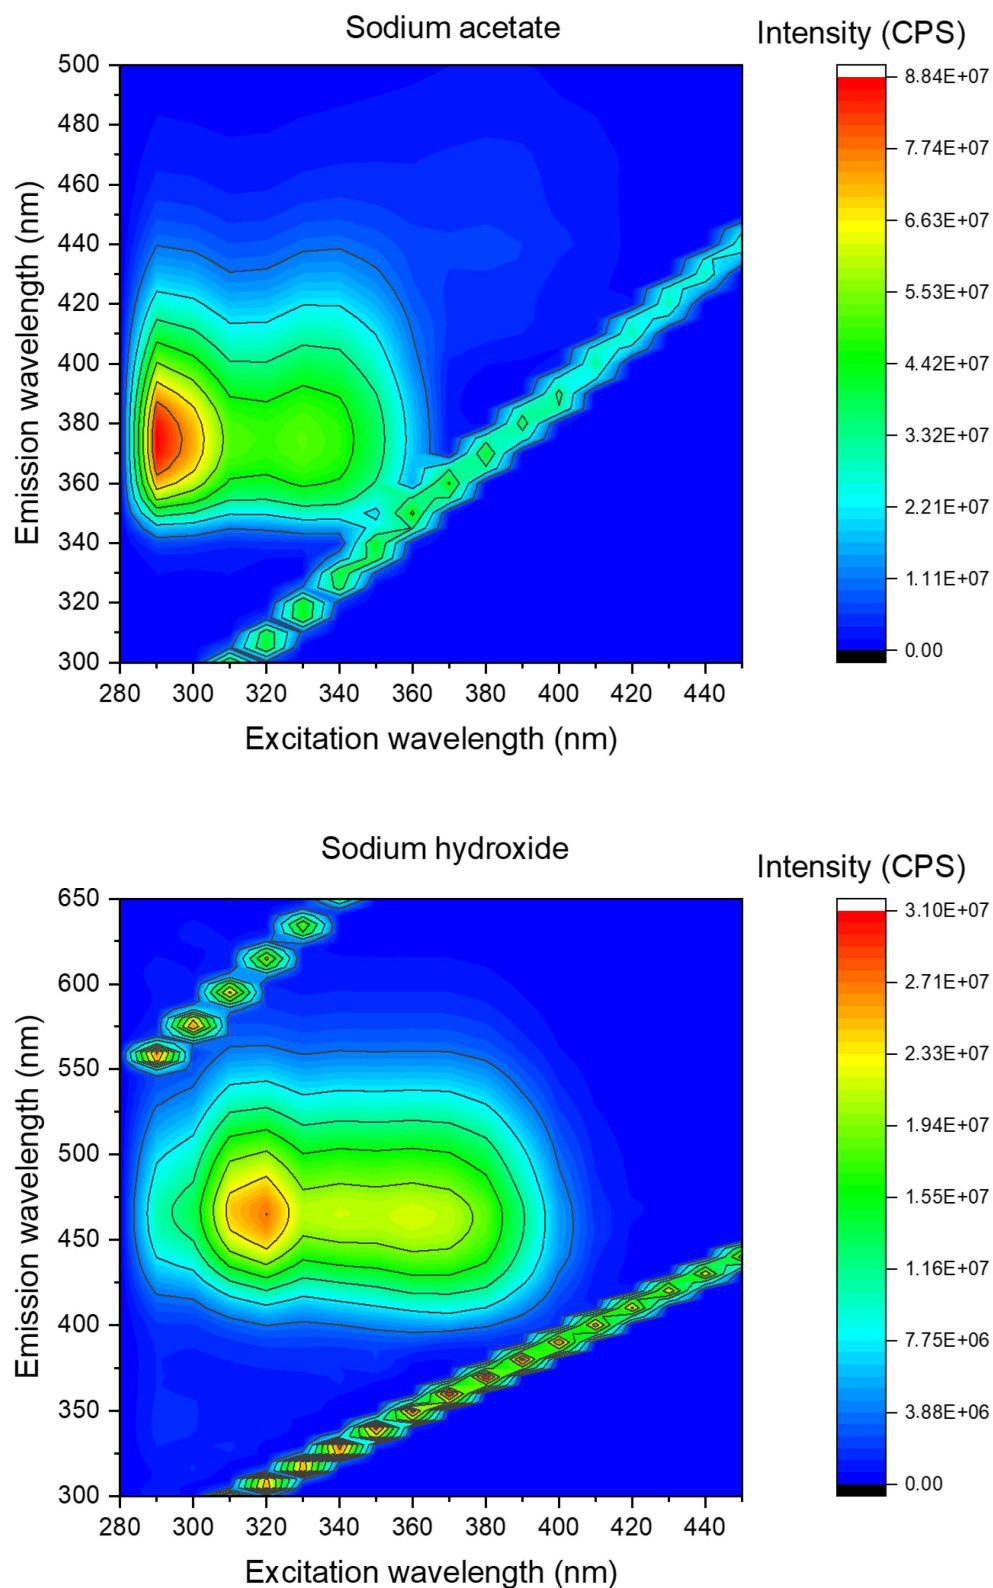 Sodium acetate
Intensity (CPS)
500
480
460
440
420
400
380
360
340
320
300
Emission wavelength (nm)
280 300 320 340 360 380 400 420 440
Excitation wavelength (nm)
8.84E+07
7.74E+07
6.63E+07
5.53E+07
4.42E+07
3.32E+07
2.21E+07
1.11E+07
0.00
Sodium hydroxide
Intensity (CPS)
650
600
550
500
450
400
350
300
Emission wavelength (nm)
280 300 320 340 360 380 400 420 440
Excitation wavelength (nm)
3.10E+07
2.71E+07
2.33E+07
1.94E+07
1.55E+07
1.16E+07
7.75E+06
3.88E+06
0.00